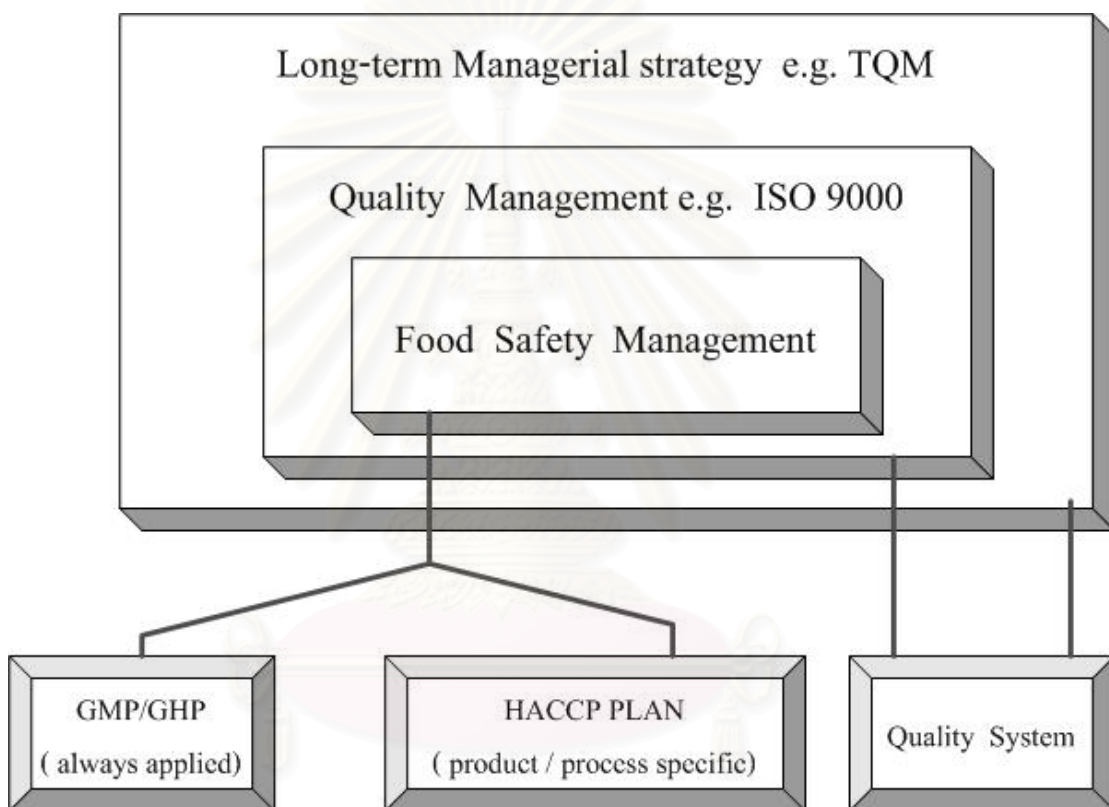 Long-term Managerial strategy e.g. TQM
Quality Management e.g. ISO 9000
Food Safety Management
GMP/GHP
( always applied)
HACCP PLAN
( product / process specific)
Quality System